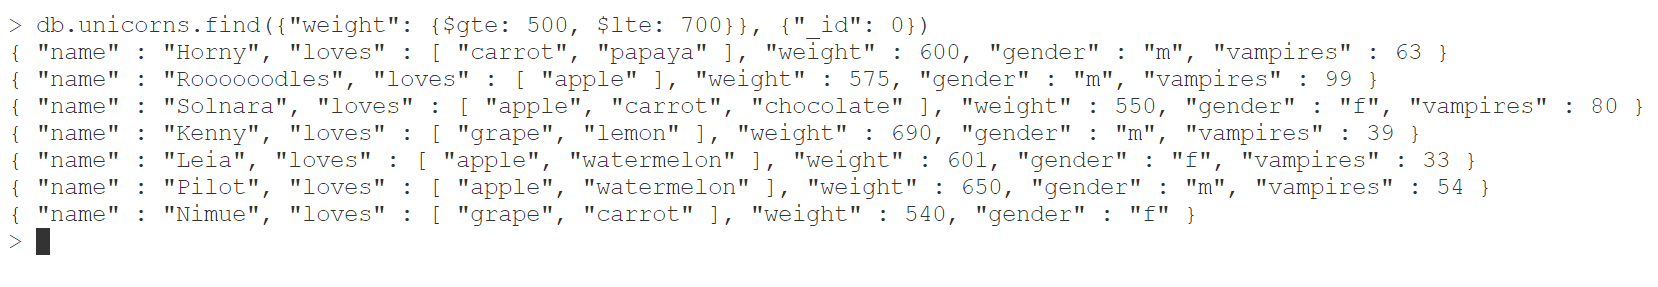 > db.unicorns.find({"weight": {$gte: 500, $lte: 700}}, {"_id": 0})
{ "name" : "Horny", "loves" : [ "carrot", "papaya" ], "weight" : 600, "gender" : "m", "vampires" : 63 }
{ "name" : "Roooooodles", "loves" : [ "apple" ], "weight" : 575, "gender" : "m", "vampires" : 99 }
{ "name" : "Solnara", "loves" : [ "apple", "carrot", "chocolate" ], "weight" : 550, "gender" : "f", "vampires" : 80 }
{ "name" : "Kenny", "loves" : [ "grape", "lemon" ], "weight" : 690, "gender" : "m", "vampires" : 39 }
{ "name" : "Leia", "loves" : [ "apple", "watermelon" ], "weight" : 601, "gender" : "f", "vampires" : 33 }
{ "name" : "Pilot", "loves" : [ "apple", "watermelon" ], "weight" : 650, "gender" : "m", "vampires" : 54 }
{ "name" : "Nimue", "loves" : [ "grape", "carrot" ], "weight" : 540, "gender" : "f" }
>